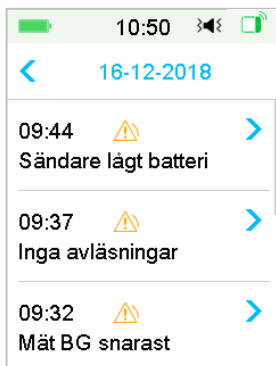 10:50
16-12-2018
09:44
Sändare lågt batteri
09:37
Inga avläsningar
09:32
Mät BG snarast